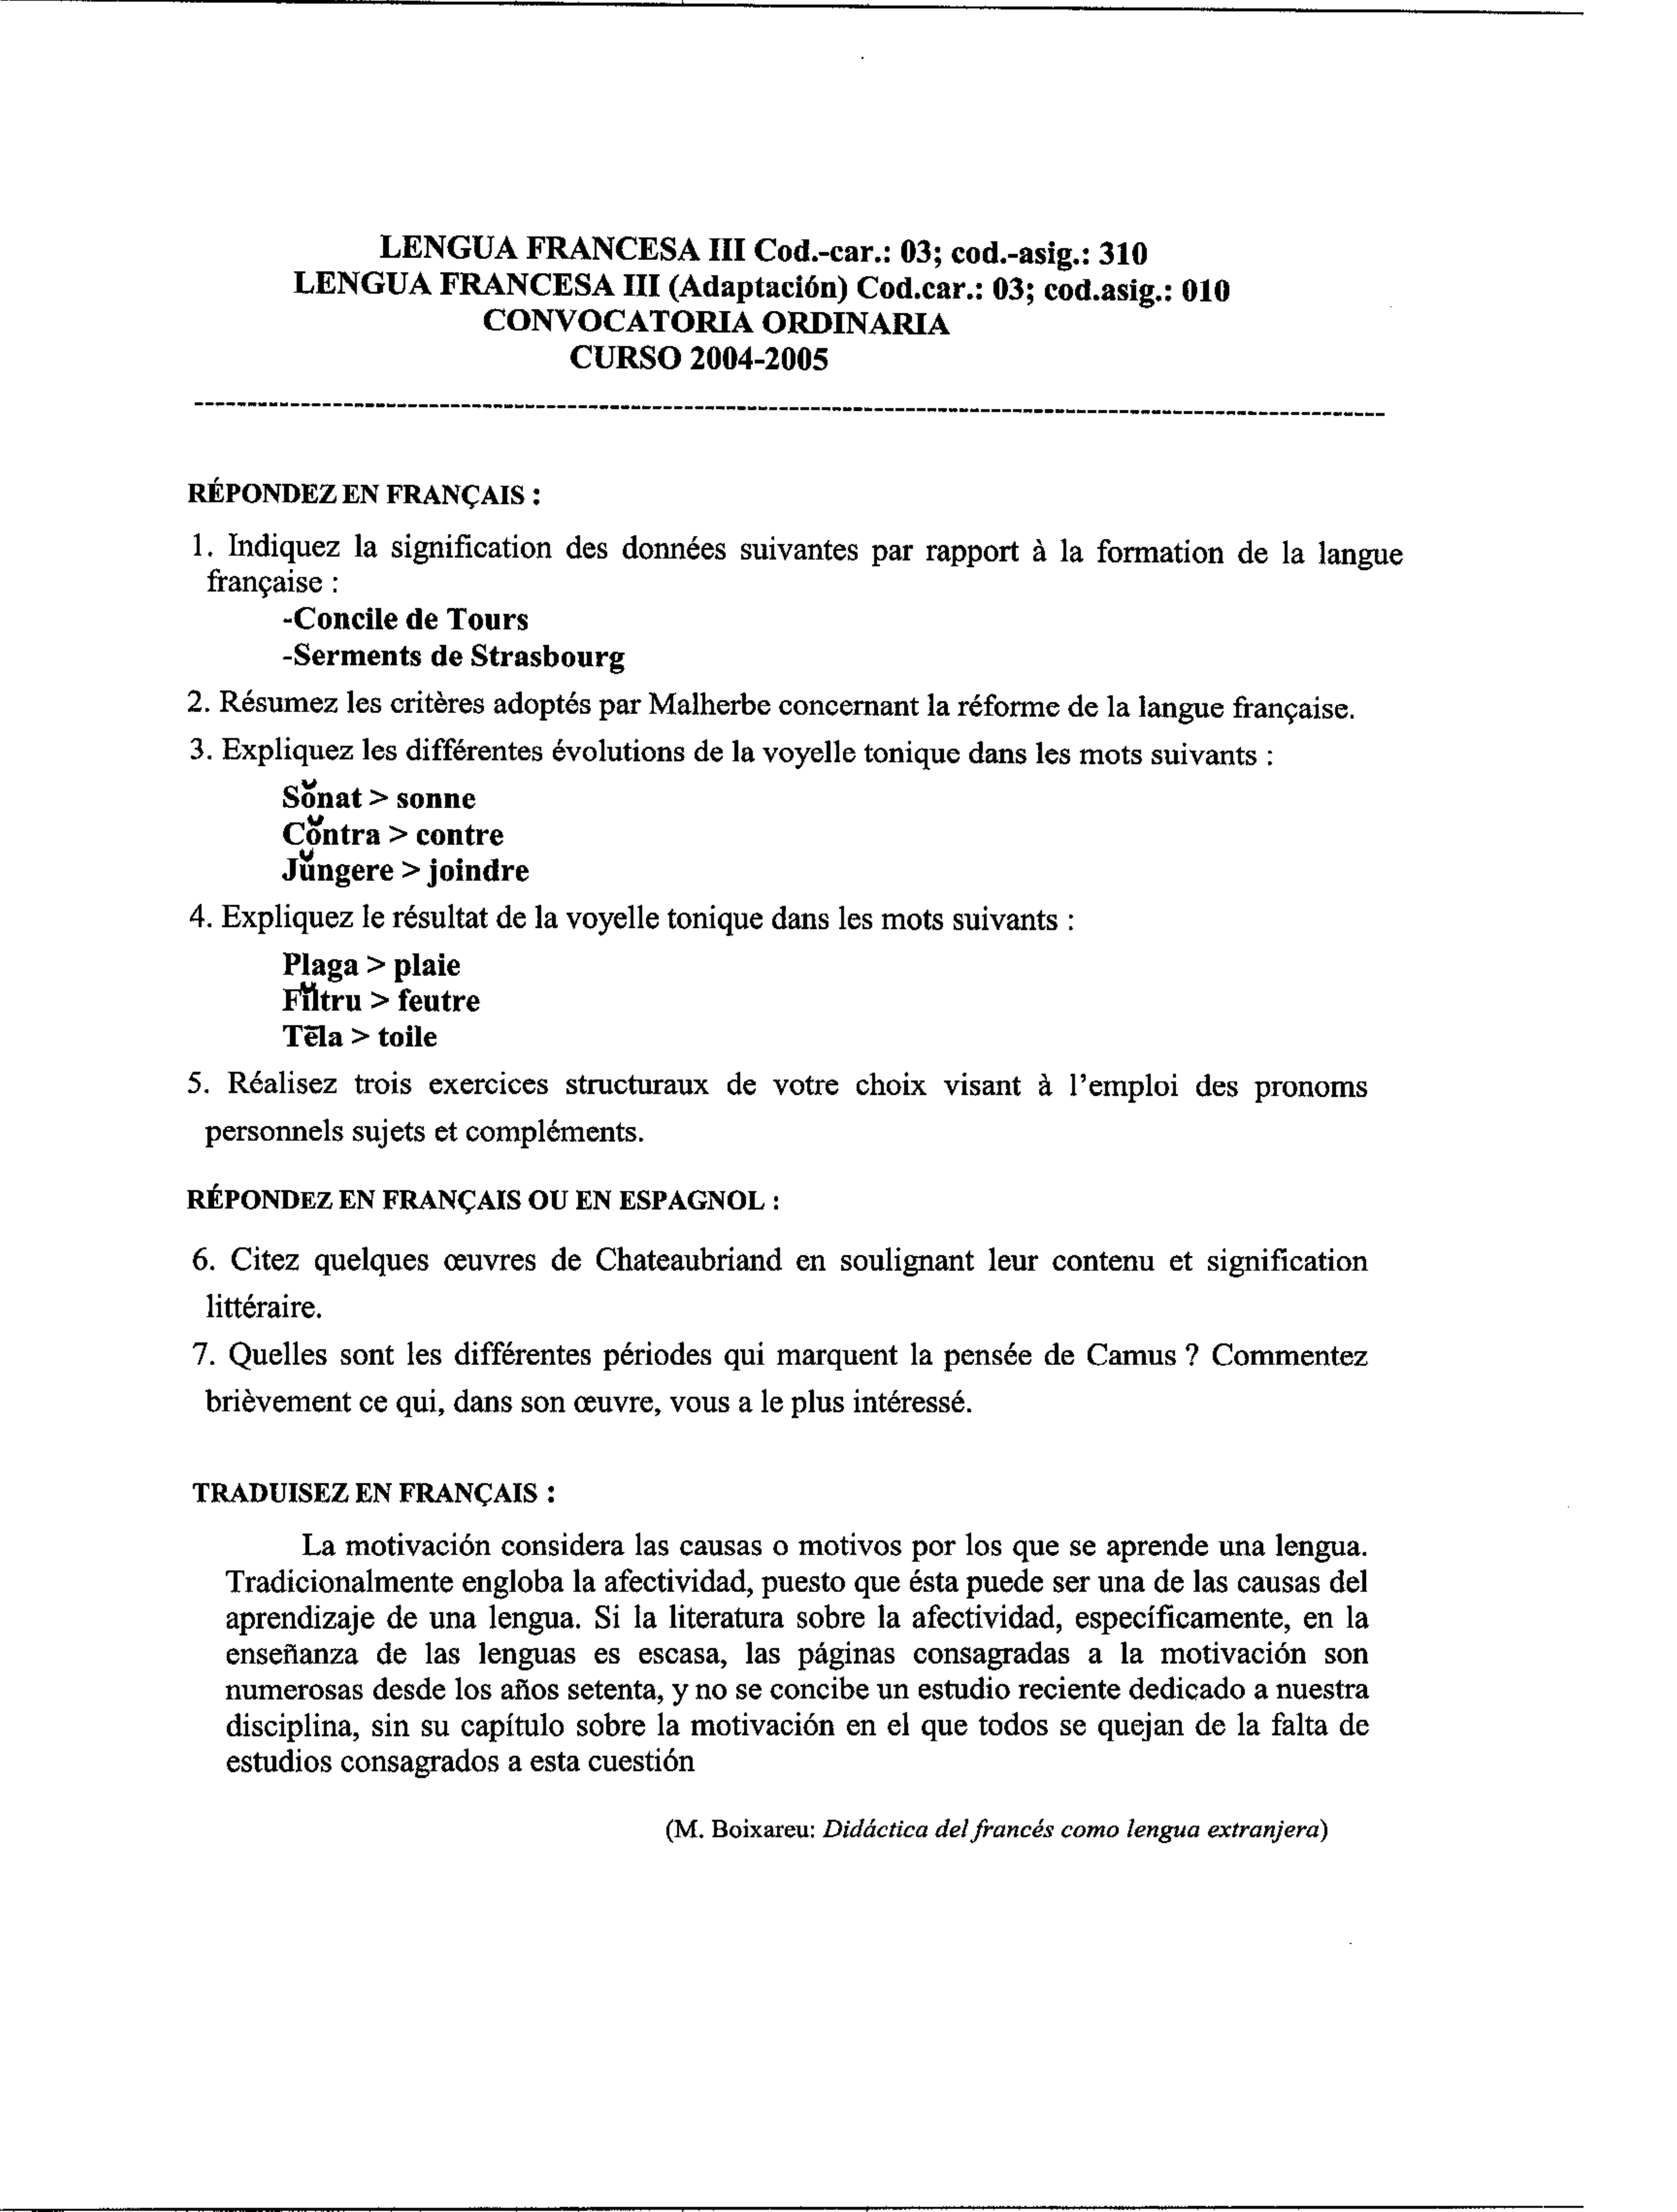 LENGUA FRANCESA III Cod.-car.: 03; cod.-asig.: 310
LENGUA FRANCESA III (Adaptación) Cod.car.: 03; cod.asig.: 010
CONVOCATORIA ORDINARIA
CURSO 2004-2005
RÉPONDEZ EN FRANÇAIS :
1. Indiquez la signification des données suivantes par rapport à la formation de la langue
française :
-Concile de Tours
-Serments de Strasbourg
2. Résumez les critères adoptés par Malherbe concernant la réforme de la langue française.
3. Expliquez les différentes évolutions de la voyelle tonique dans les mots suivants :
Sŏnat > sonne
Cŏntra > contre
Jŭngere > joindre
4. Expliquez le résultat de la voyelle tonique dans les mots suivants :
Plaga > plaie
Fĭltru > feutre
Tēla > toile
5. Réalisez trois exercices structuraux de votre choix visant à l'emploi des pronoms
personnels sujets et compléments.
RÉPONDEZ EN FRANÇAIS OU EN ESPAGNOL :
6. Citez quelques œuvres de Chateaubriand en soulignant leur contenu et signification
littéraire.
7. Quelles sont les différentes périodes qui marquent la pensée de Camus ? Commentez
brièvement ce qui, dans son œuvre, vous a le plus intéressé.
TRADUISEZ EN FRANÇAIS :
La motivación considera las causas o motivos por los que se aprende una lengua.
Tradicionalmente engloba la afectividad, puesto que ésta puede ser una de las causas del
aprendizaje de una lengua. Si la literatura sobre la afectividad, específicamente, en la
enseñanza de las lenguas es escasa, las páginas consagradas a la motivación son
numerosas desde los años setenta, y no se concibe un estudio reciente dedicado a nuestra
disciplina, sin su capítulo sobre la motivación en el que todos se quejan de la falta de
estudios consagrados a esta cuestión
(M. Boixareu: Didáctica del francés como lengua extranjera)